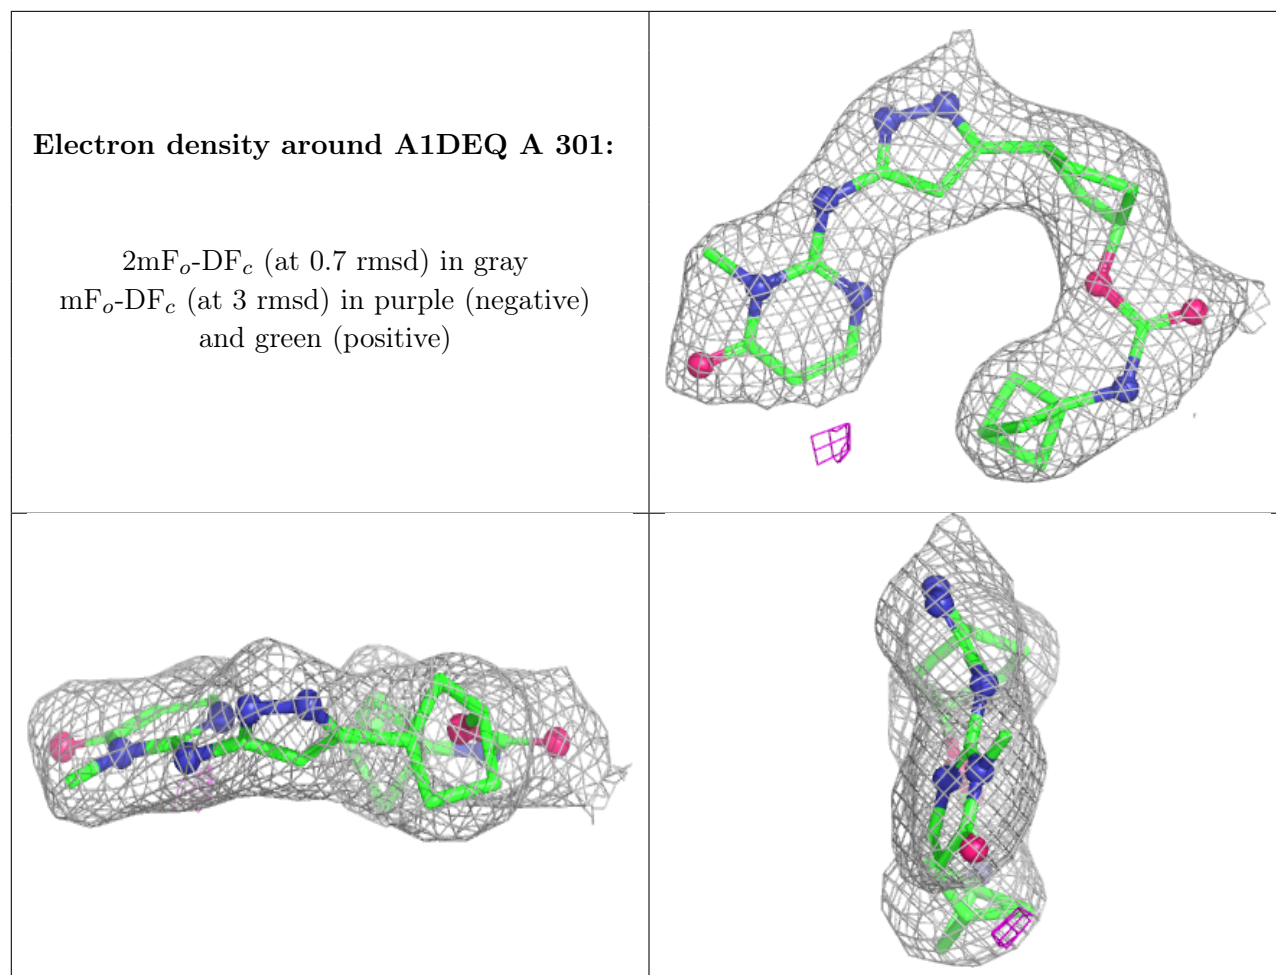 Electron density around A1DEQ A 301:
2mFo-DFc (at 0.7 rmsd) in gray
mFo-DFc (at 3 rmsd) in purple (negative)
and green (positive)